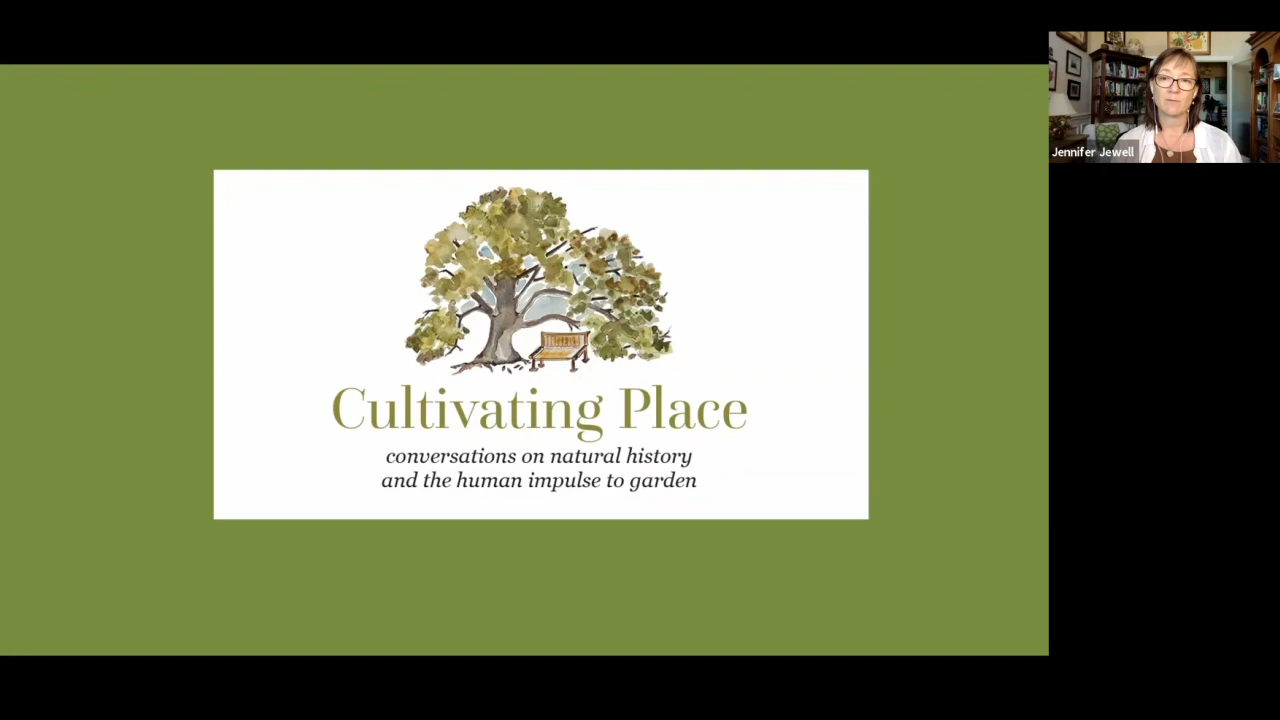 Jennifer Jewell
Cultivating Place
conversations on natural history
and the human impulse to garden